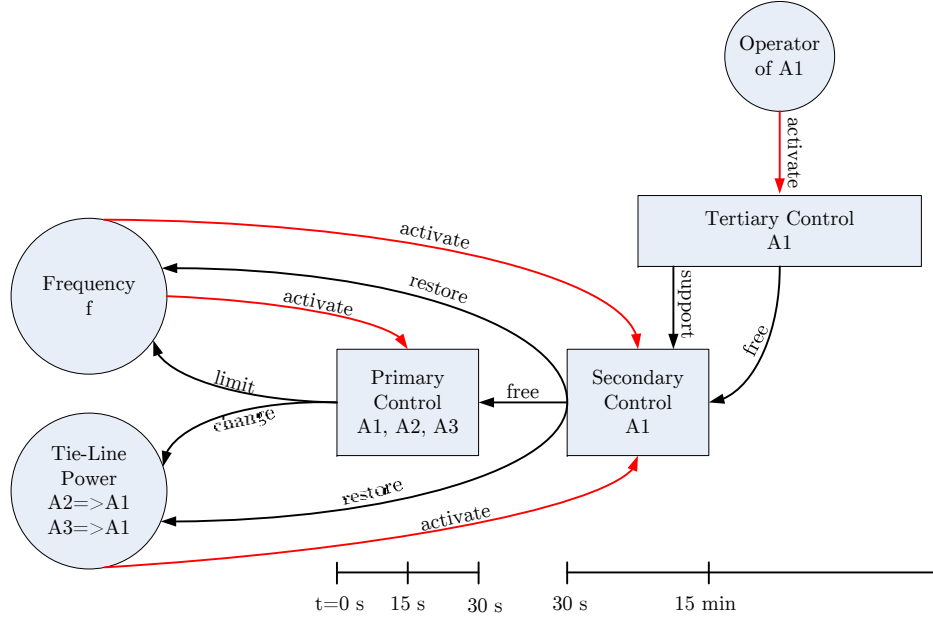 Operator
of A1
activate
Tertiary Control
A1
activate
support
free
Frequency
f
restore
activate
limit
change
Primary
Control
A1, A2, A3
free
Secondary
Control
A1
Tie-Line
Power
A2=>A1
A3=>A1
restore
activate
t=0 s
15 s
30 s
30 s
15 min